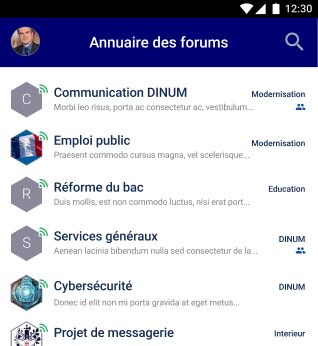 12:30
Annuaire des forums
C
Communication DINUM
Modernisation
Morbi leo risus, porta ac consectetur ac, vestibulum...
Emploi public
Modernisation
Praesent commodo cursus magna, vel scelerisque...
R
Réforme du bac
Education
Duis mollis, est non commodo luctus, nisi erat port...
S
Services généraux
DINUM
Aenean lacinia bibendum nulla sed consectetur de la...
Cybersécurité
DINUM
Donec id elit non mi porta gravida at eget metus...
Projet de messagerie
Interieur